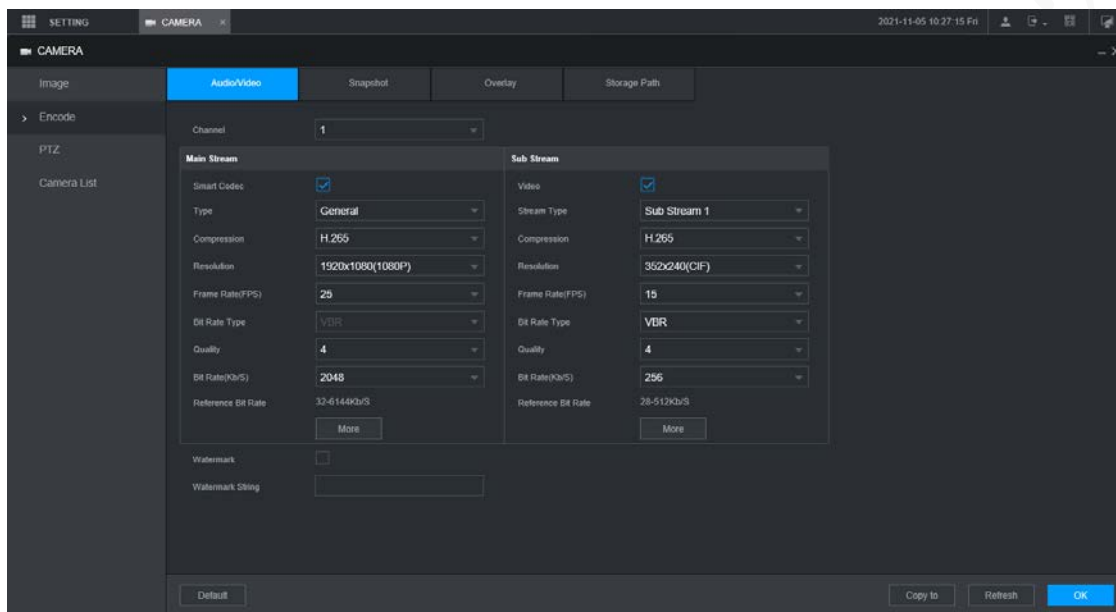 SETTING CAMERA × 2021-11-05 10:27:15 Fri
CAMERA
Image
Encode
PTZ
Camera List
Audio/Video Snapshot Overlay Storage Path
Channel 1
Main Stream
Smart Codec
Type General
Compression H.265
Resolution 1920x1080(1080P)
Frame Rate(FPS) 25
Bit Rate Type VBR
Quality 4
Bit Rate(Kb/S) 2048
Reference Bit Rate 32-6144Kb/S
More
Sub Stream
Video
Stream Type Sub Stream 1
Compression H.265
Resolution 352x240(CIF)
Frame Rate(FPS) 15
Bit Rate Type VBR
Quality 4
Bit Rate(Kb/S) 256
Reference Bit Rate 28-512Kb/S
More
Watermark
Watermark String
Default Copy to Refresh OK